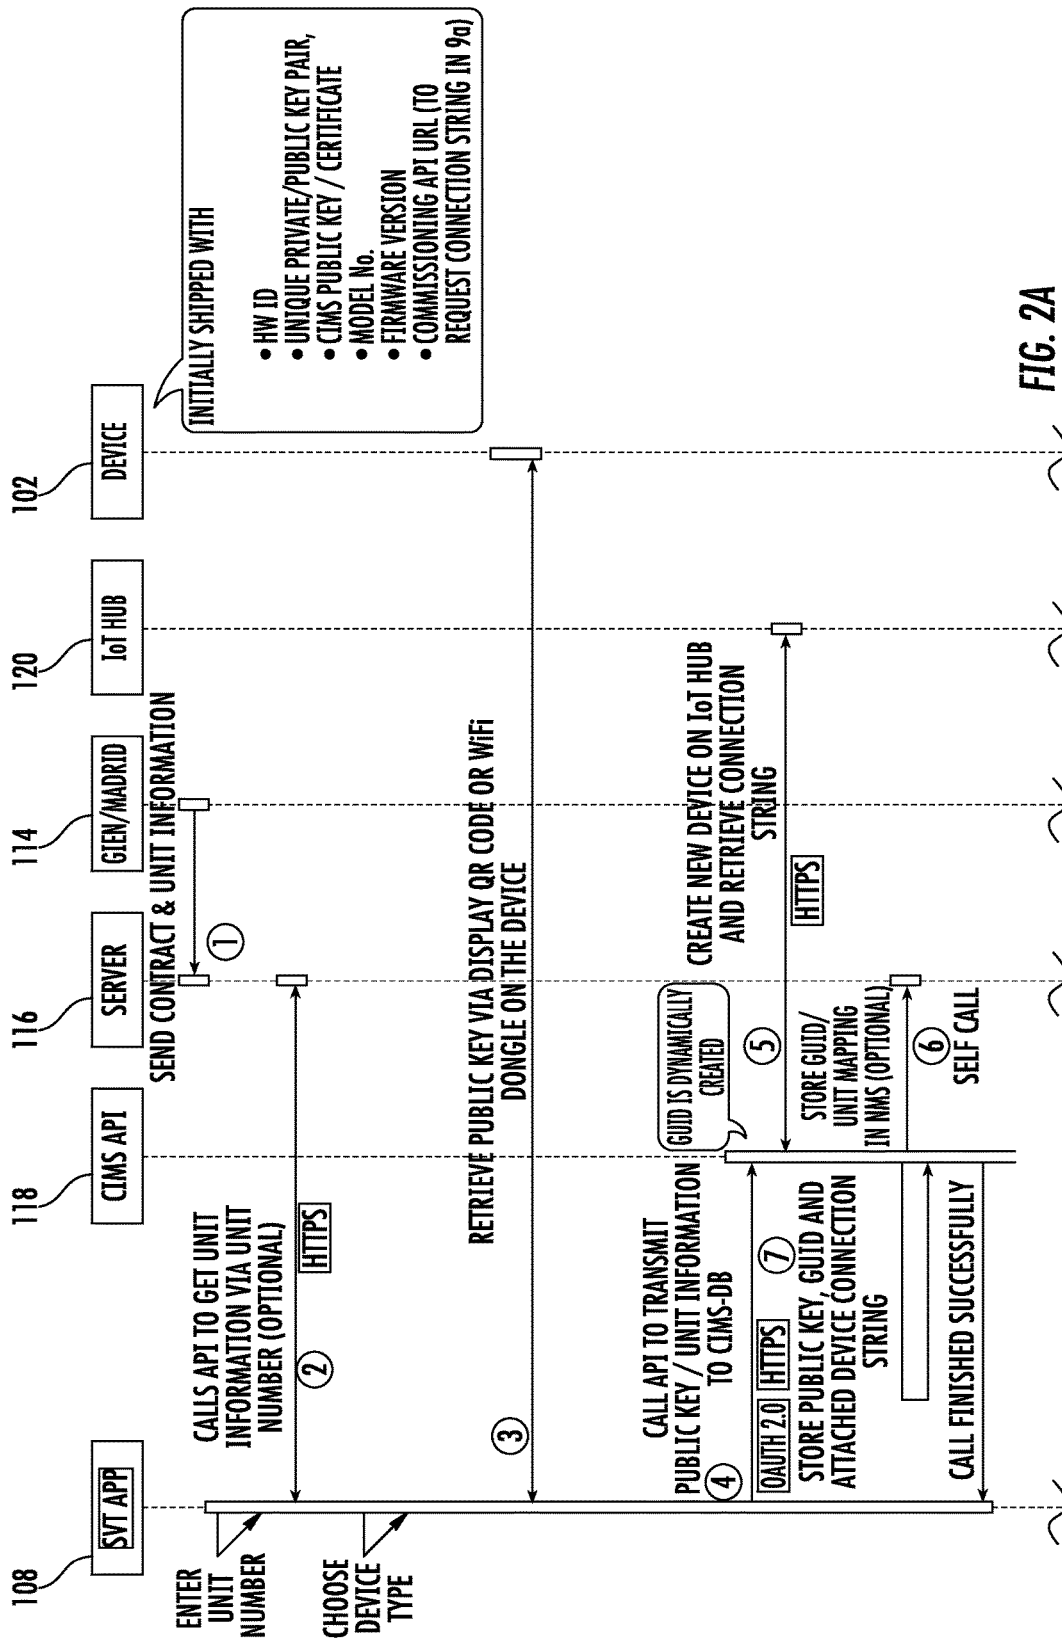 108
118
116
114
120
102
SVT APP
CIMS API
SERVER
GIEN/MADRID
IoT HUB
DEVICE
INITIALLY SHIPPED WITH
• HW ID
• UNIQUE PRIVATE/PUBLIC KEY PAIR,
• CIMS PUBLIC KEY / CERTIFICATE
• MODEL No.
• FIRMWARE VERSION
• COMMISSIONING API URL (TO
REQUEST CONNECTION STRING IN 9a)
SEND CONTRACT & UNIT INFORMATION
1
ENTER
UNIT
NUMBER
CALLS API TO GET UNIT
INFORMATION VIA UNIT
NUMBER (OPTIONAL)
HTTPS
2
CHOOSE
DEVICE
TYPE
RETRIEVE PUBLIC KEY VIA DISPLAY QR CODE OR WiFi
DONGLE ON THE DEVICE
3
CALL API TO TRANSMIT
PUBLIC KEY / UNIT INFORMATION
TO CIMS-DB
4
OAUTH 2.0
HTTPS
GUID IS DYNAMICALLY
CREATED
CREATE NEW DEVICE ON IoT HUB
AND RETRIEVE CONNECTION
STRING
5
HTTPS
7
STORE PUBLIC KEY, GUID AND
ATTACHED DEVICE CONNECTION
STRING
STORE GUID/
UNIT MAPPING
IN NMS (OPTIONAL)
6
SELF CALL
CALL FINISHED SUCCESSFULLY
FIG. 2A